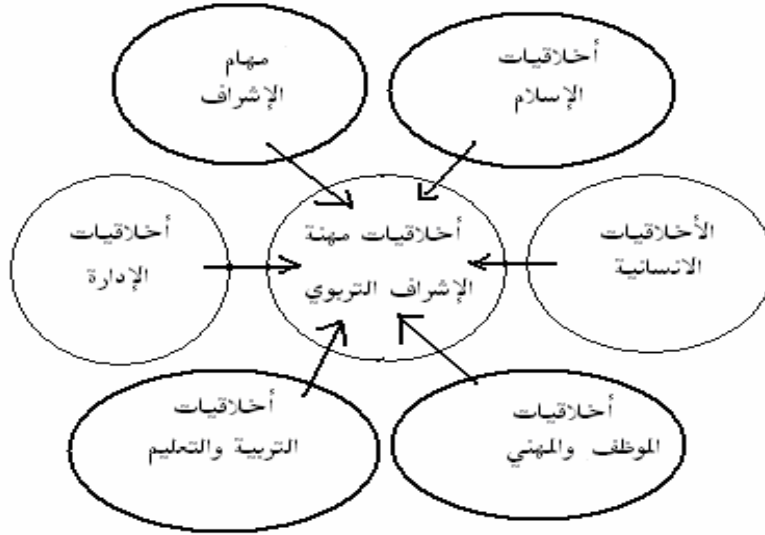 أخلاقيات
الإسلام
مهام
الإشراف
الأخلاقيات
الانسانية
أخلاقيات مهنة
الإشراف التربوي
أخلاقيات
الإدارة
أخلاقيات
الموظف والمهني
أخلاقيات
التربية والتعليم